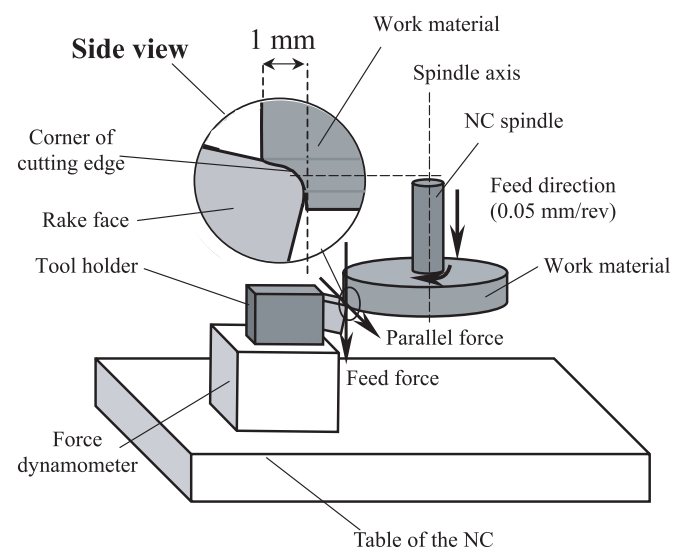 1 mm
Work material
Side view
Spindle axis
NC spindle
Corner of
cutting edge
Feed direction
(0.05 mm/rev)
Rake face
Tool holder
Work material
Parallel force
Feed force
Force
dynamometer
Table of the NC